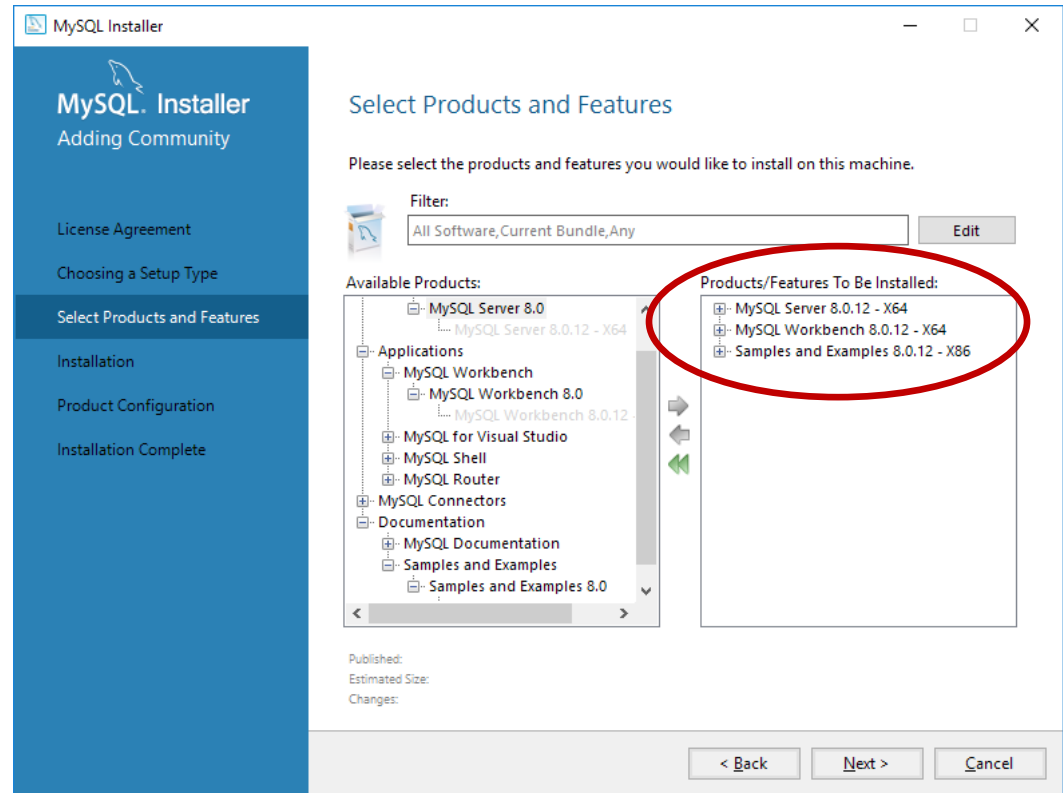 MySQL Installer
MySQL. Installer
Adding Community
License Agreement
Choosing a Setup Type
Select Products and Features
Installation
Product Configuration
Installation Complete
Select Products and Features
Please select the products and features you would like to install on this machine.
Filter:
All Software,Current Bundle,Any
Edit
Available Products:
MySQL Server 8.0
MySQL Server 8.0.12 - X64
Applications
MySQL Workbench
MySQL Workbench 8.0
MySQL Workbench 8.0.12 -
MySQL for Visual Studio
MySQL Shell
MySQL Router
MySQL Connectors
Documentation
MySQL Documentation
Samples and Examples
Samples and Examples 8.0
Products/Features To Be Installed:
MySQL Server 8.0.12 - X64
MySQL Workbench 8.0.12 - X64
Samples and Examples 8.0.12 - X86
Published:
Estimated Size:
Changes:
< Back
Next >
Cancel